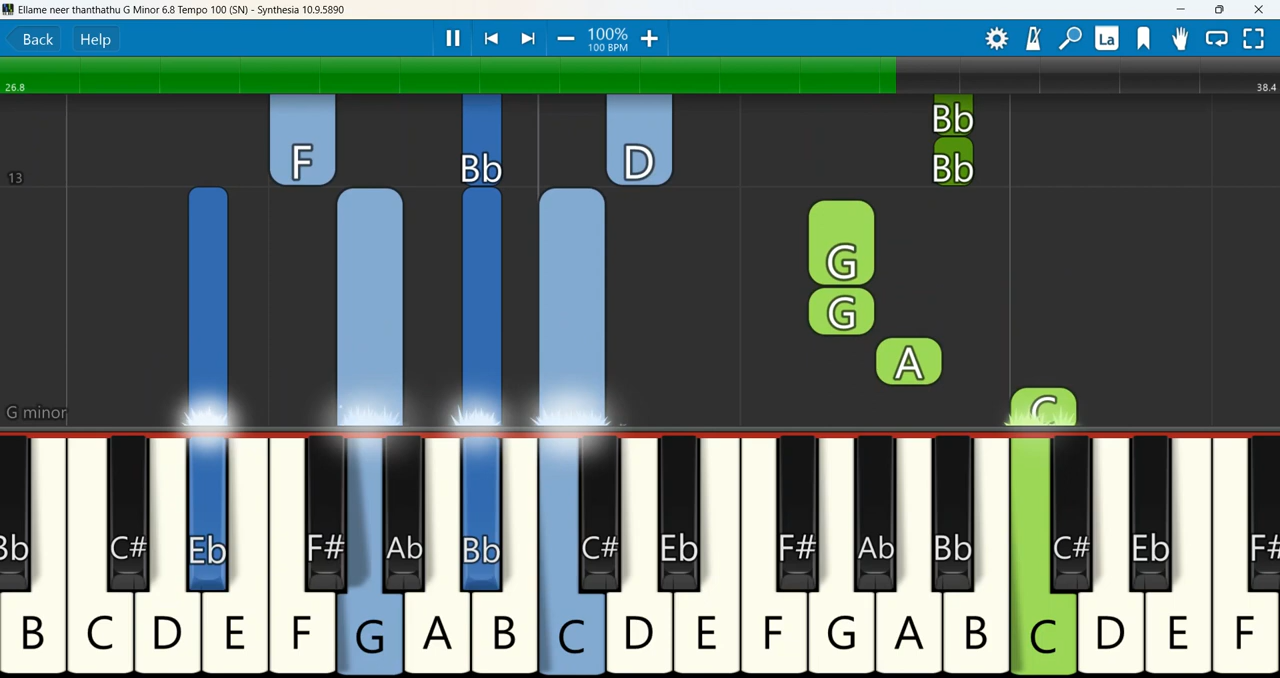 Ellame neer thanthathu G Minor 6.8 Tempo 100 (SN) - Synthesia 10.9.5890
Back Help 100% La
100 BPM
26.8 38.4
Bb
F Bb D Bb
13
G
G
A
G minor C
Bb C# Eb F# Ab Bb C# Eb F# Ab Bb C# Eb F#
B C D E F G A B C D E F G A B C D E F